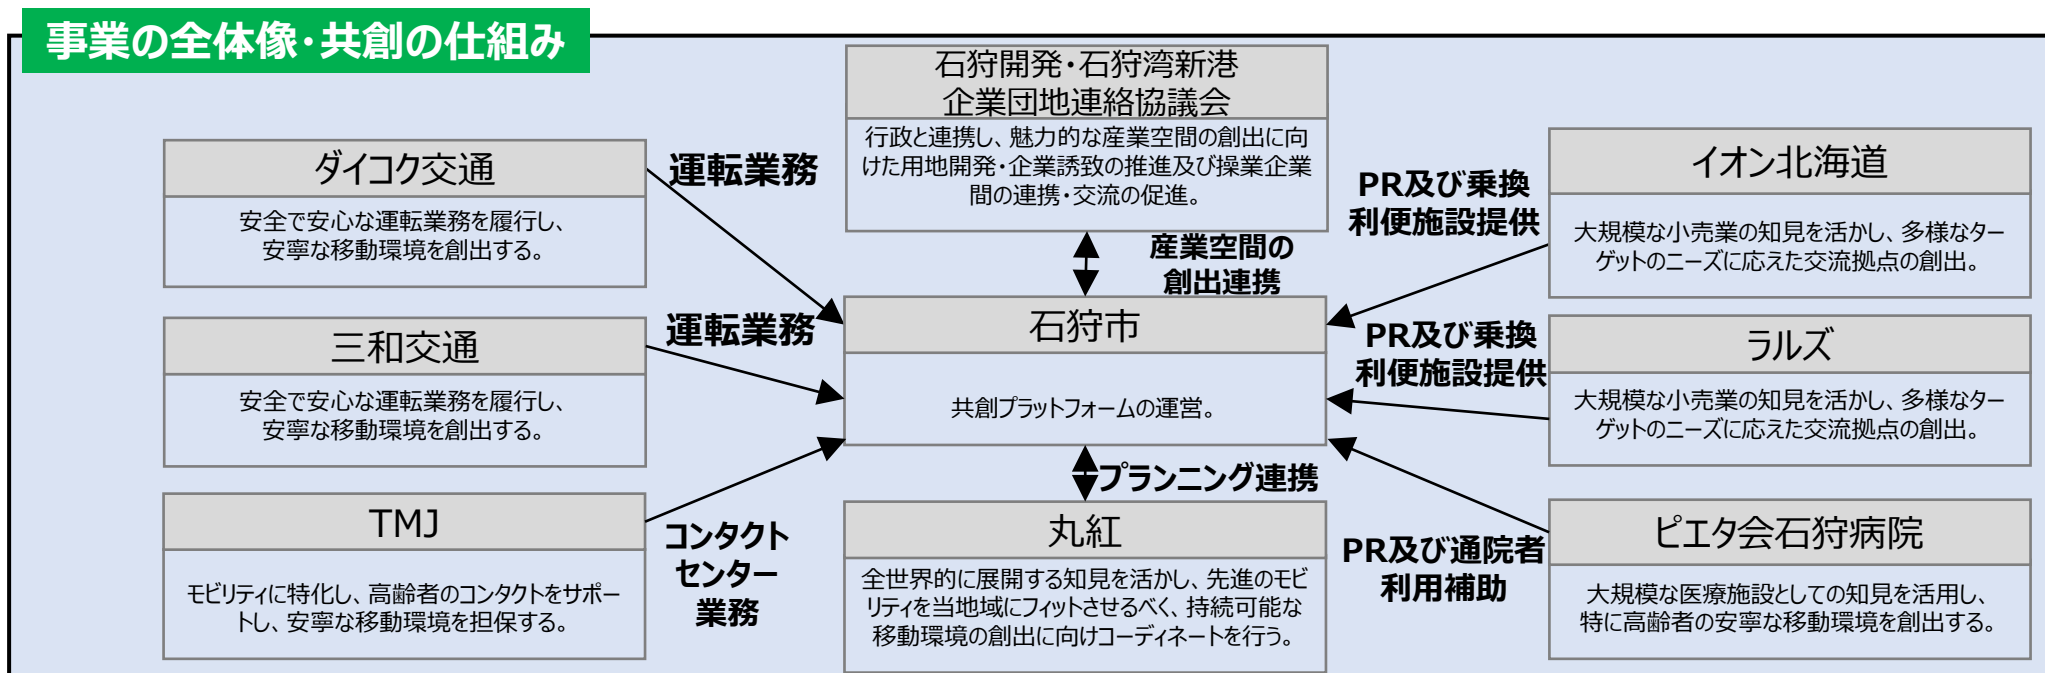 事業の全体像・共創の仕組み
石狩開発・石狩湾新港
企業団地連絡協議会
行政と連携し、魅力的な産業空間の創出に向
けた用地開発・企業誘致の推進及び操業企業
間の連携・交流の促進。
ダイコク交通
安全で安心な運転業務を履行し、
安寧な移動環境を創出する。
運転業務
三和交通
安全で安心な運転業務を履行し、
安寧な移動環境を創出する。
運転業務
TMJ
モビリティに特化し、高齢者のコンタクトをサポー
トし、安寧な移動環境を担保する。
コンタクト
センター
業務
産業空間の
創出連携
石狩市
共創プラットフォームの運営。
プランニング連携
丸紅
全世界的に展開する知見を活かし、先進のモビ
リティを当地域にフィットさせるべく、持続可能な
移動環境の創出に向けコーディネートを行う。
PR及び乗換
利便施設提供
イオン北海道
大規模な小売業の知見を活かし、多様なター
ゲットのニーズに応えた交流拠点の創出。
PR及び乗換
利便施設提供
ラルズ
大規模な小売業の知見を活かし、多様なター
ゲットのニーズに応えた交流拠点の創出。
PR及び通院者
利用補助
ピエタ会石狩病院
大規模な医療施設としての知見を活用し、
特に高齢者の安寧な移動環境を創出する。